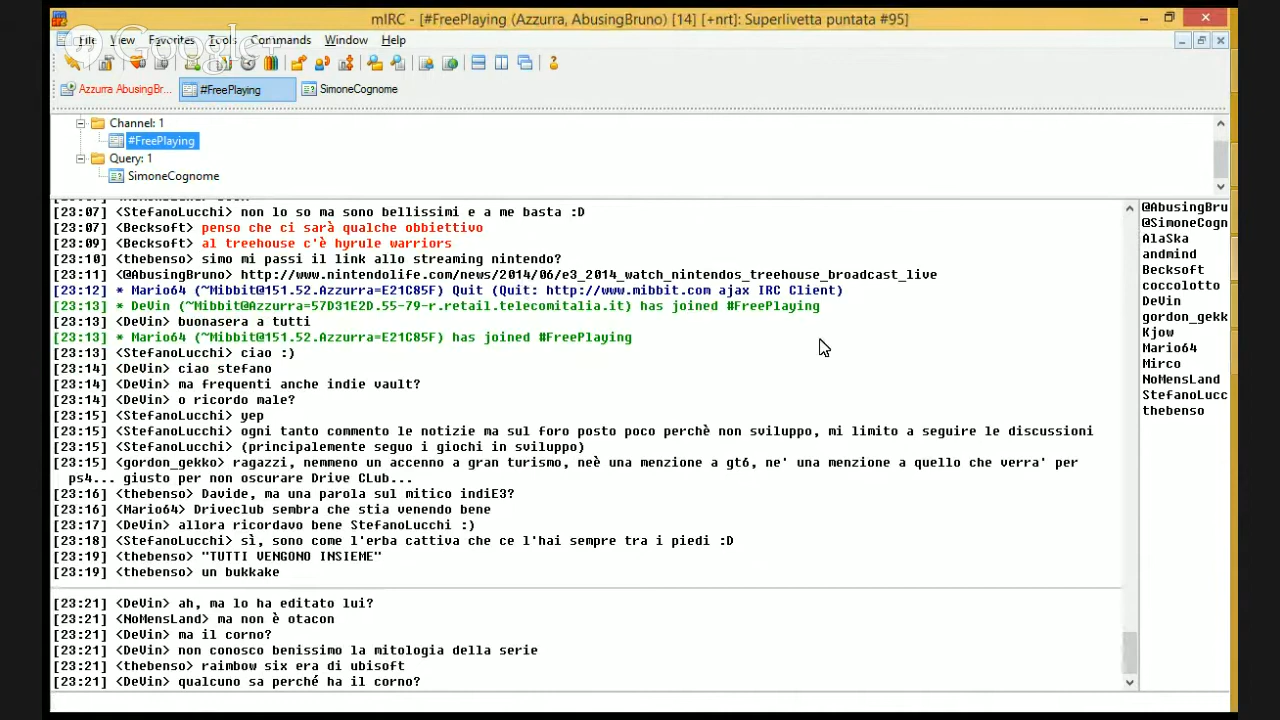 mIRC - [#FreePlaying (Azzurra, AbusingBruno) [14] [+nrt]: Superlivetta puntata #95]
File View Favorites Tools Commands Window Help
Google+
Azzurra AbusingBr... #FreePlaying SimoneCognome
Channel: 1
#FreePlaying
Query: 1
SimoneCognome
[23:07] <StefanoLucchi> non lo so ma sono bellissimi e a me basta :D
[23:07] <Becksoft> penso che ci sarà qualche obbiettivo
[23:09] <Becksoft> al treehouse c'è hyrule warriors
[23:10] <thebenso> simo mi passi il link allo streaming nintendo?
[23:11] <@AbusingBruno> http://www.nintendolife.com/news/2014/06/e3_2014_watch_nintendos_treehouse_broadcast_live
[23:12] * Mario64 (~Mibbit@151.52.Azzurra=E21C85F) Quit (Quit: http://www.mibbit.com ajax IRC Client)
[23:13] * DeVin (~Mibbit@Azzurra=57D31E2D.55-79-r.retail.telecomitalia.it) has joined #FreePlaying
[23:13] <DeVin> buonasera a tutti
[23:13] * Mario64 (~Mibbit@151.52.Azzurra=E21C85F) has joined #FreePlaying
[23:13] <StefanoLucchi> ciao :)
[23:14] <DeVin> ciao stefano
[23:14] <DeVin> ma frequenti anche indie vault?
[23:14] <DeVin> o ricordo male?
[23:15] <StefanoLucchi> yep
[23:15] <StefanoLucchi> ogni tanto commento le notizie ma sul foro posto poco perchè non sviluppo, mi limito a seguire le discussioni
[23:15] <StefanoLucchi> (principalmente seguo i giochi in sviluppo)
[23:15] <gordon_gekko> ragazzi, nemmeno un accenno a gran turismo, neè una menzione a gt6, ne' una menzione a quello che verra' per
ps4... giusto per non oscurare Drive CLub...
[23:16] <thebenso> Davide, ma una parola sul mitico indiE3?
[23:16] <Mario64> Driveclub sembra che stia venendo bene
[23:17] <DeVin> allora ricordavo bene StefanoLucchi :)
[23:18] <StefanoLucchi> sì, sono come l'erba cattiva che ce l'hai sempre tra i piedi :D
[23:19] <thebenso> "TUTTI VENGONO INSIEME"
[23:19] <thebenso> un bukkake
[23:21] <DeVin> ah, ma lo ha editato lui?
[23:21] <NoMensLand> ma non è otacon
[23:21] <DeVin> ma il corno?
[23:21] <DeVin> non conosco benissimo la mitologia della serie
[23:21] <thebenso> raimbow six era di ubisoft
[23:21] <DeVin> qualcuno sa perché ha il corno?
@AbusingBru
@SimoneCogn
AlaSka
andmind
Becksoft
coccolotto
DeVin
gordon_gekk
Kjow
Mario64
Mirco
NoMensLand
StefanoLucc
thebenso